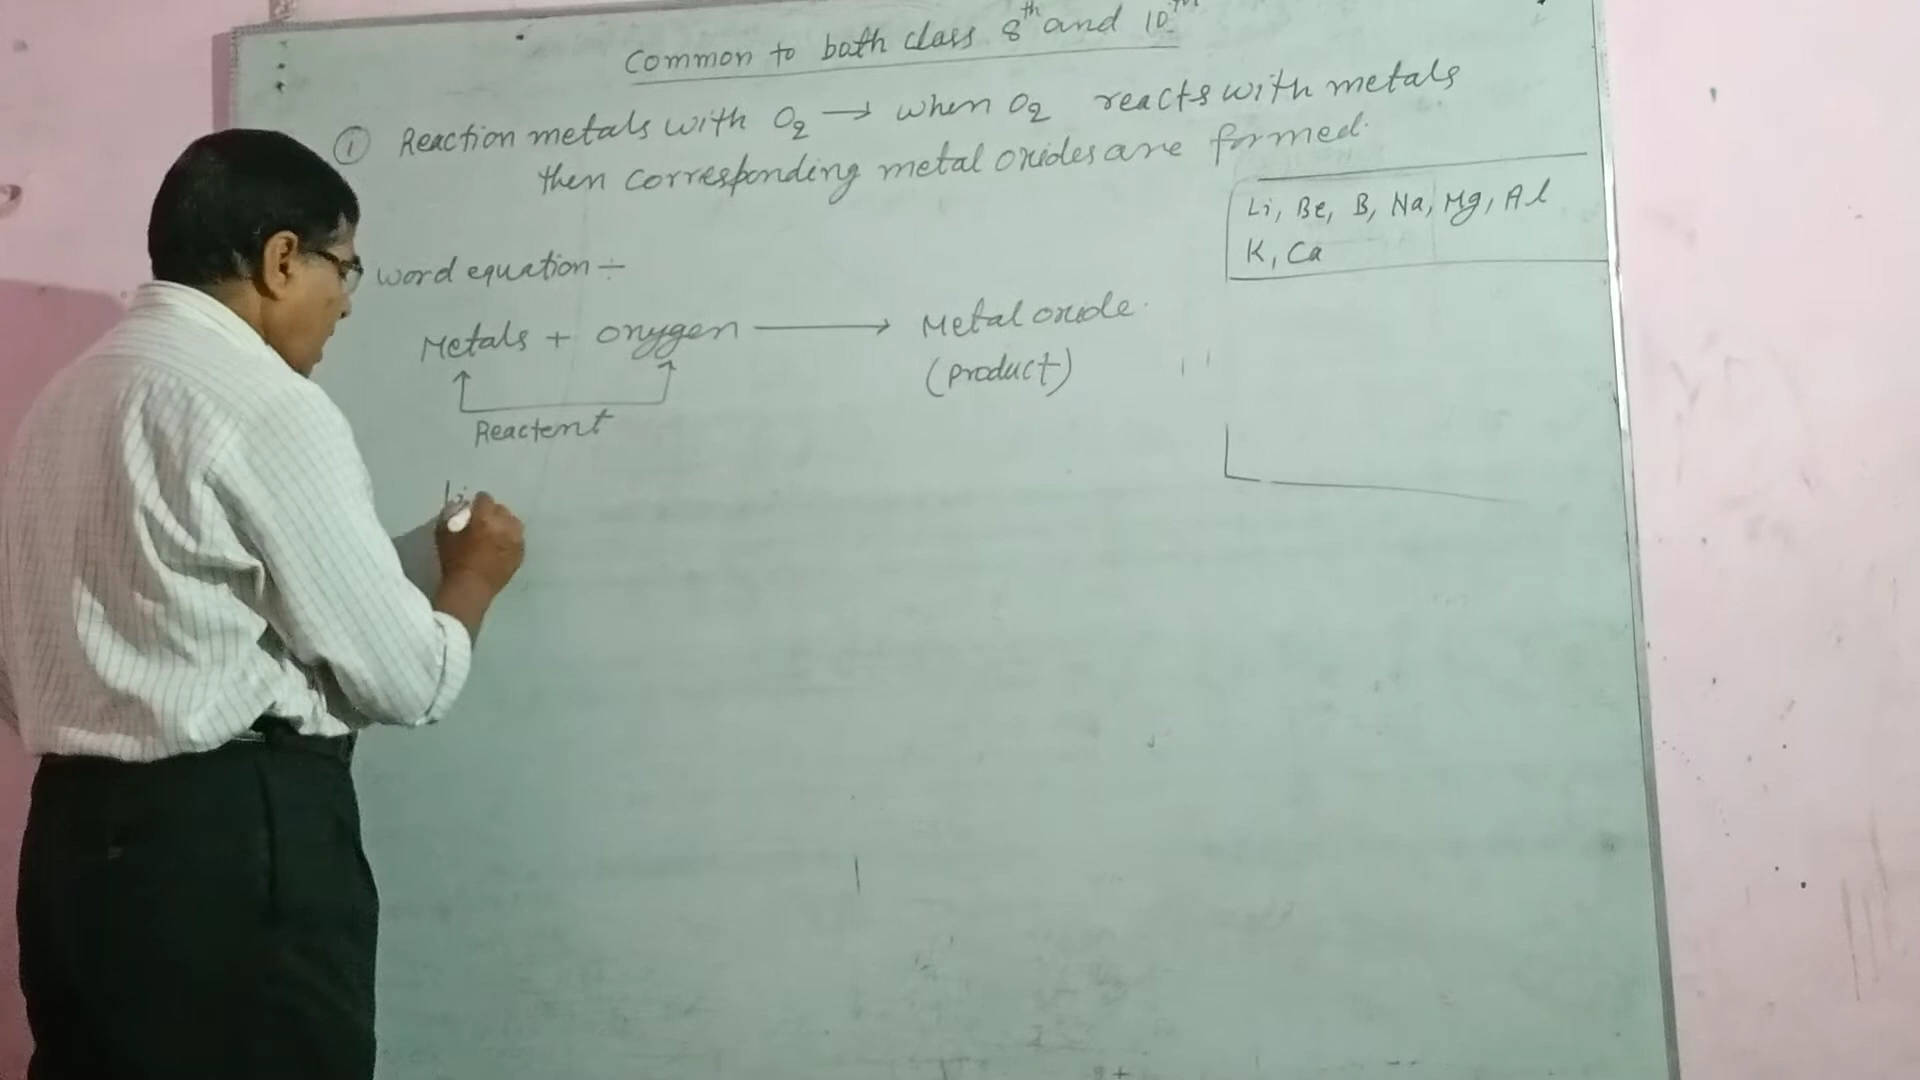 Common to both class 8th and 10th
① Reaction metals with O2 → when O2 reacts with metals
then corresponding metal oxides are formed.
Li, Be, B, Na, Mg, Al
K, Ca
word equation ÷
Metals + oxygen → Metal oxide.
(product)
Reactent
Li